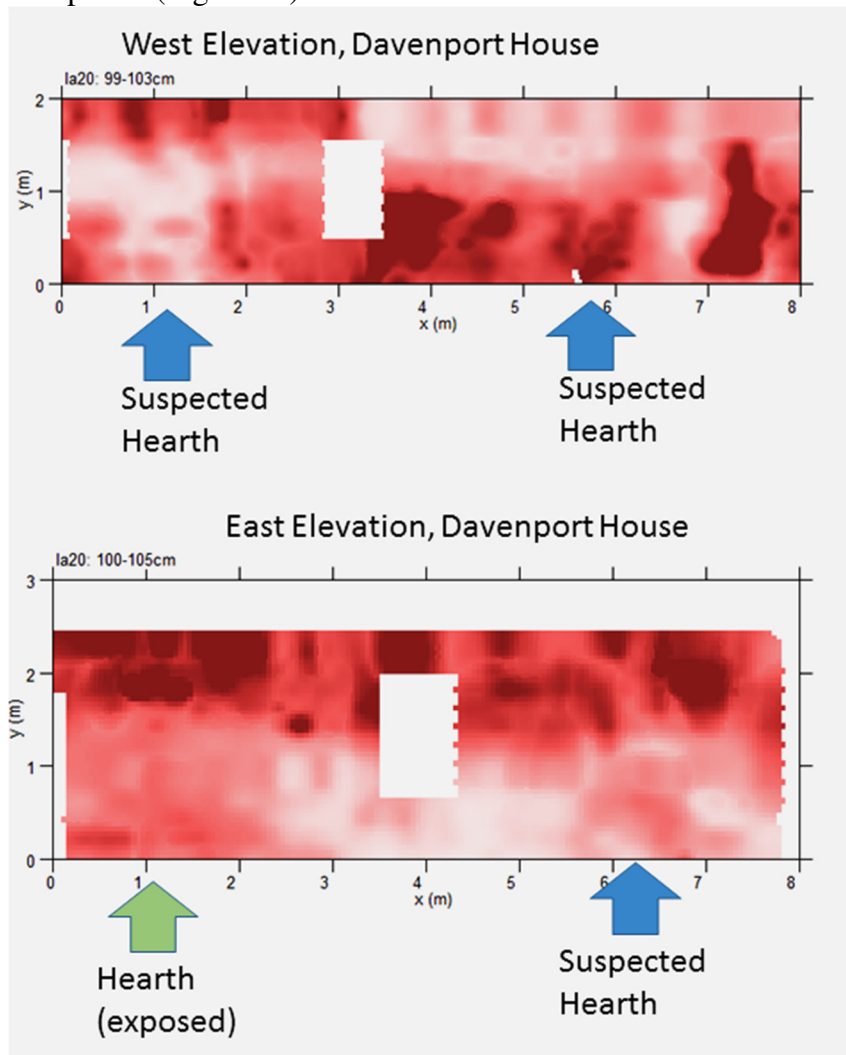 West Elevation, Davenport House
la20: 99-103cm
2
1
0
y (m)
0 1 2 3 4 5 6 7 8
x (m)
Suspected
Hearth
Suspected
Hearth
East Elevation, Davenport House
la20: 100-105cm
3
2
1
0
y (m)
0 1 2 3 4 5 6 7 8
x (m)
Hearth
(exposed)
Suspected
Hearth